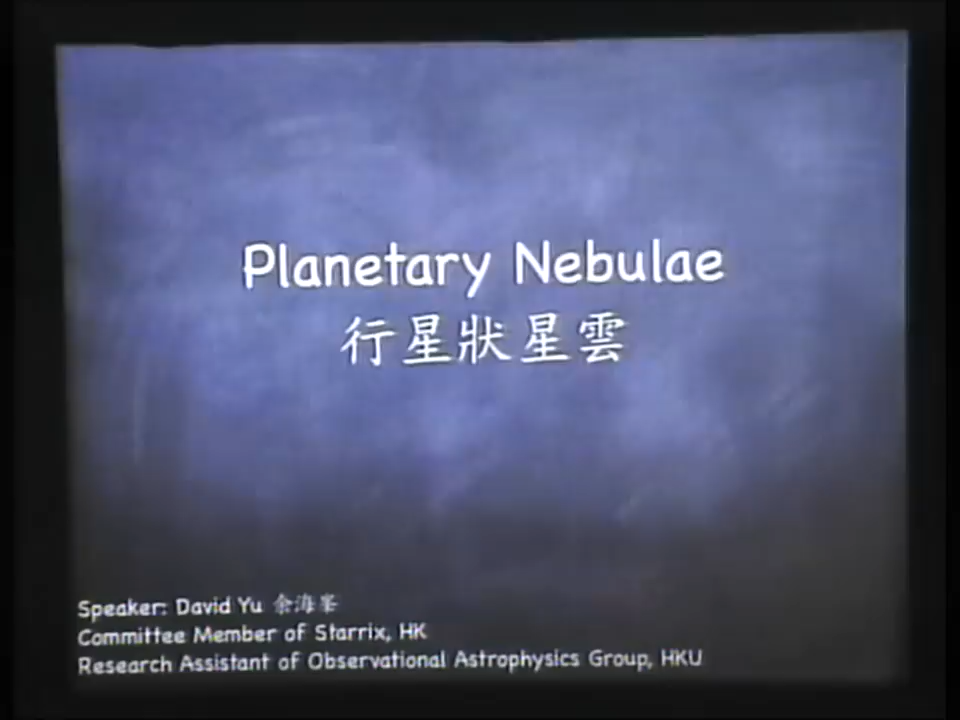 Planetary Nebulae
行星狀星雲
Speaker: David Yu 余海峯
Committee Member of Starrix, HK
Research Assistant of Observational Astrophysics Group, HKU